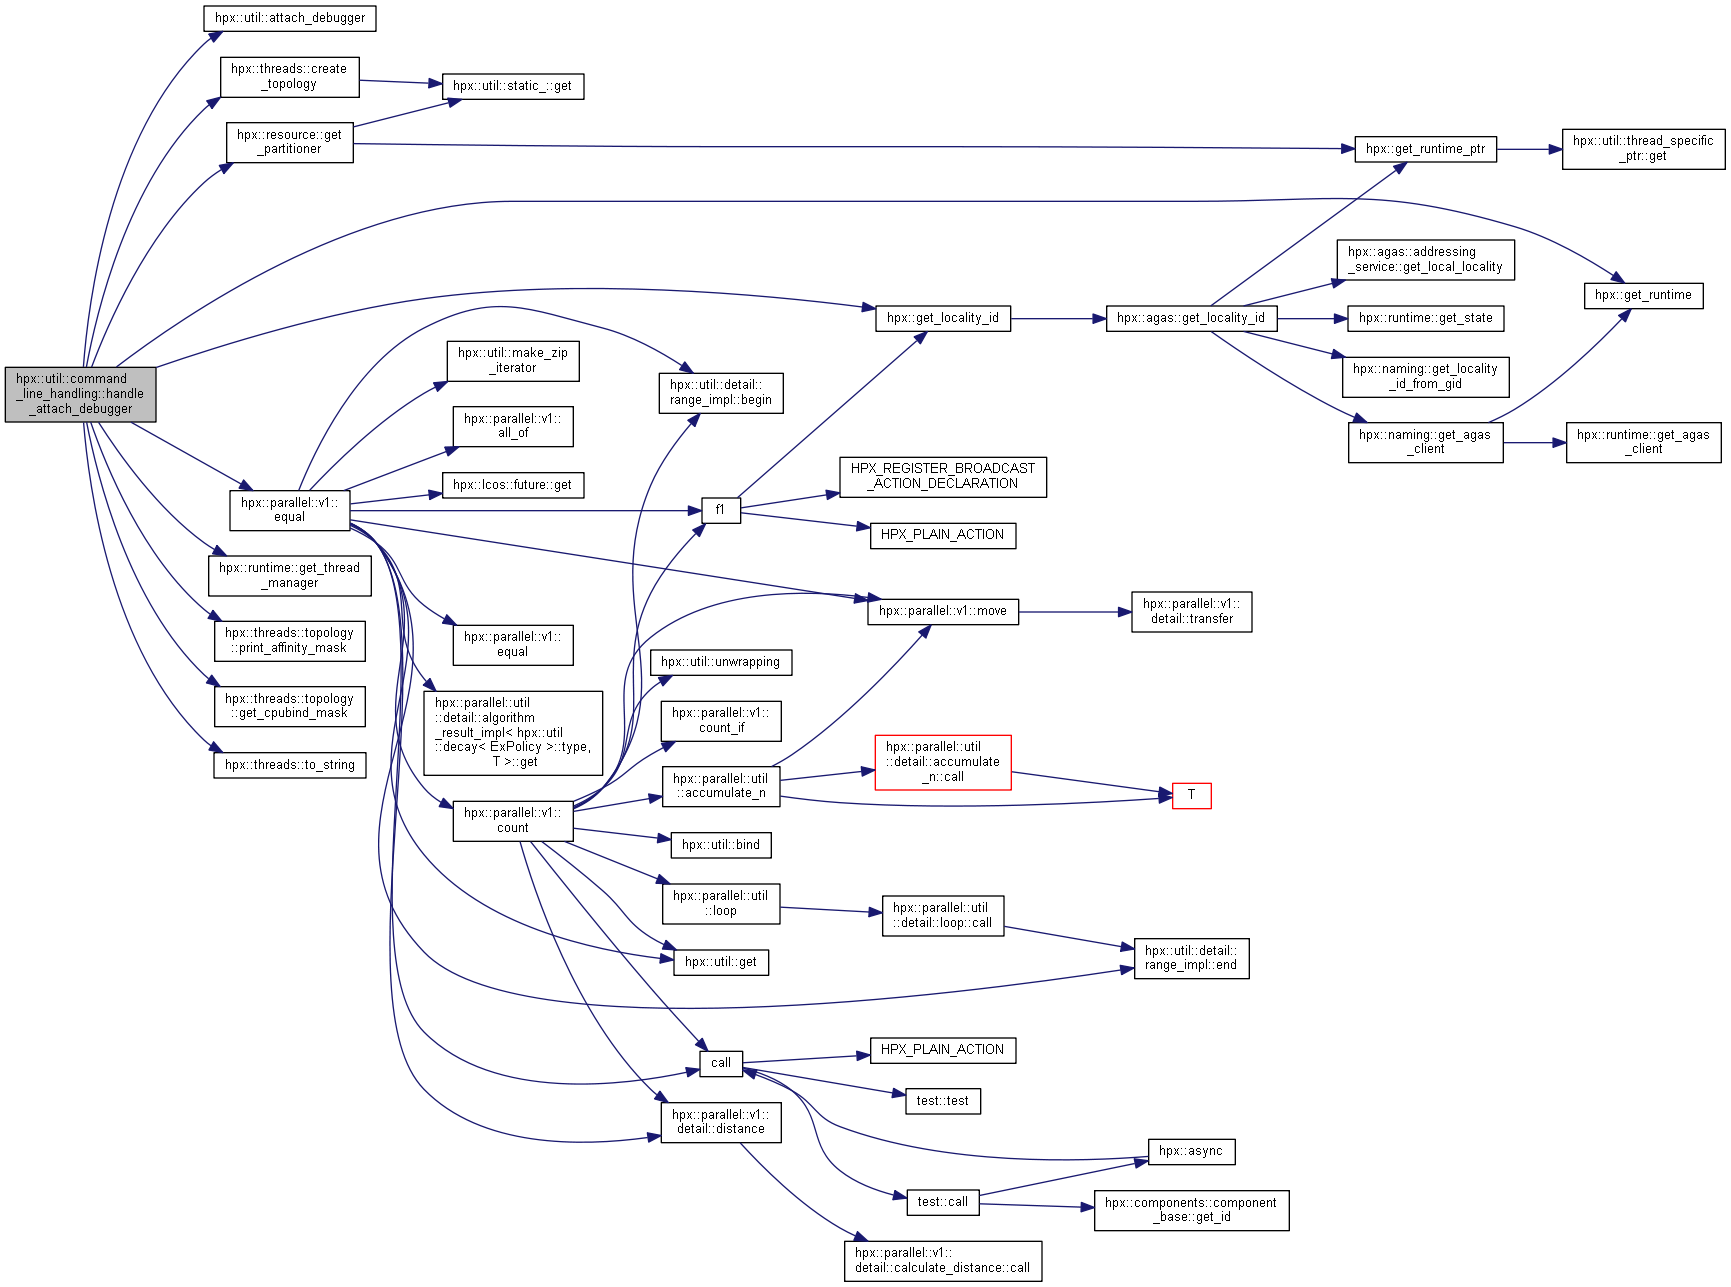 hpx::util::attach_debugger
hpx::threads::create
_topology
hpx::util::static_::get
hpx::resource::get
_partitioner
hpx::get_runtime_ptr
hpx::util::thread_specific
_ptr::get
hpx::agas::addressing
_service::get_local_locality
hpx::get_runtime
hpx::get_locality_id
hpx::agas::get_locality_id
hpx::runtime::get_state
hpx::util::make_zip
_iterator
hpx::naming::get_locality
_id_from_gid
hpx::util::command
_line_handling::handle
_attach_debugger
hpx::util::detail::
range_impl::begin
hpx::parallel::v1::
all_of
hpx::naming::get_agas
_client
hpx::runtime::get_agas
_client
hpx::lcos::future::get
HPX_REGISTER_BROADCAST
_ACTION_DECLARATION
hpx::parallel::v1::
equal
f1
HPX_PLAIN_ACTION
hpx::runtime::get_thread
_manager
hpx::parallel::v1::move
hpx::parallel::v1::
detail::transfer
hpx::threads::topology
::print_affinity_mask
hpx::parallel::v1::
equal
hpx::util::unwrapping
hpx::threads::topology
::get_cpubind_mask
hpx::parallel::util
::detail::algorithm
_result_impl< hpx::util
::decay< ExPolicy >::type,
T >::get
hpx::parallel::v1::
count_if
hpx::threads::to_string
hpx::parallel::util
::detail::accumulate
_n::call
hpx::parallel::util
::accumulate_n
T
hpx::parallel::v1::
count
hpx::util::bind
hpx::parallel::util
::loop
hpx::parallel::util
::detail::loop::call
hpx::util::get
hpx::util::detail::
range_impl::end
call
HPX_PLAIN_ACTION
test::test
hpx::parallel::v1::
detail::distance
hpx::async
test::call
hpx::components::component
_base::get_id
hpx::parallel::v1::
detail::calculate_distance::call